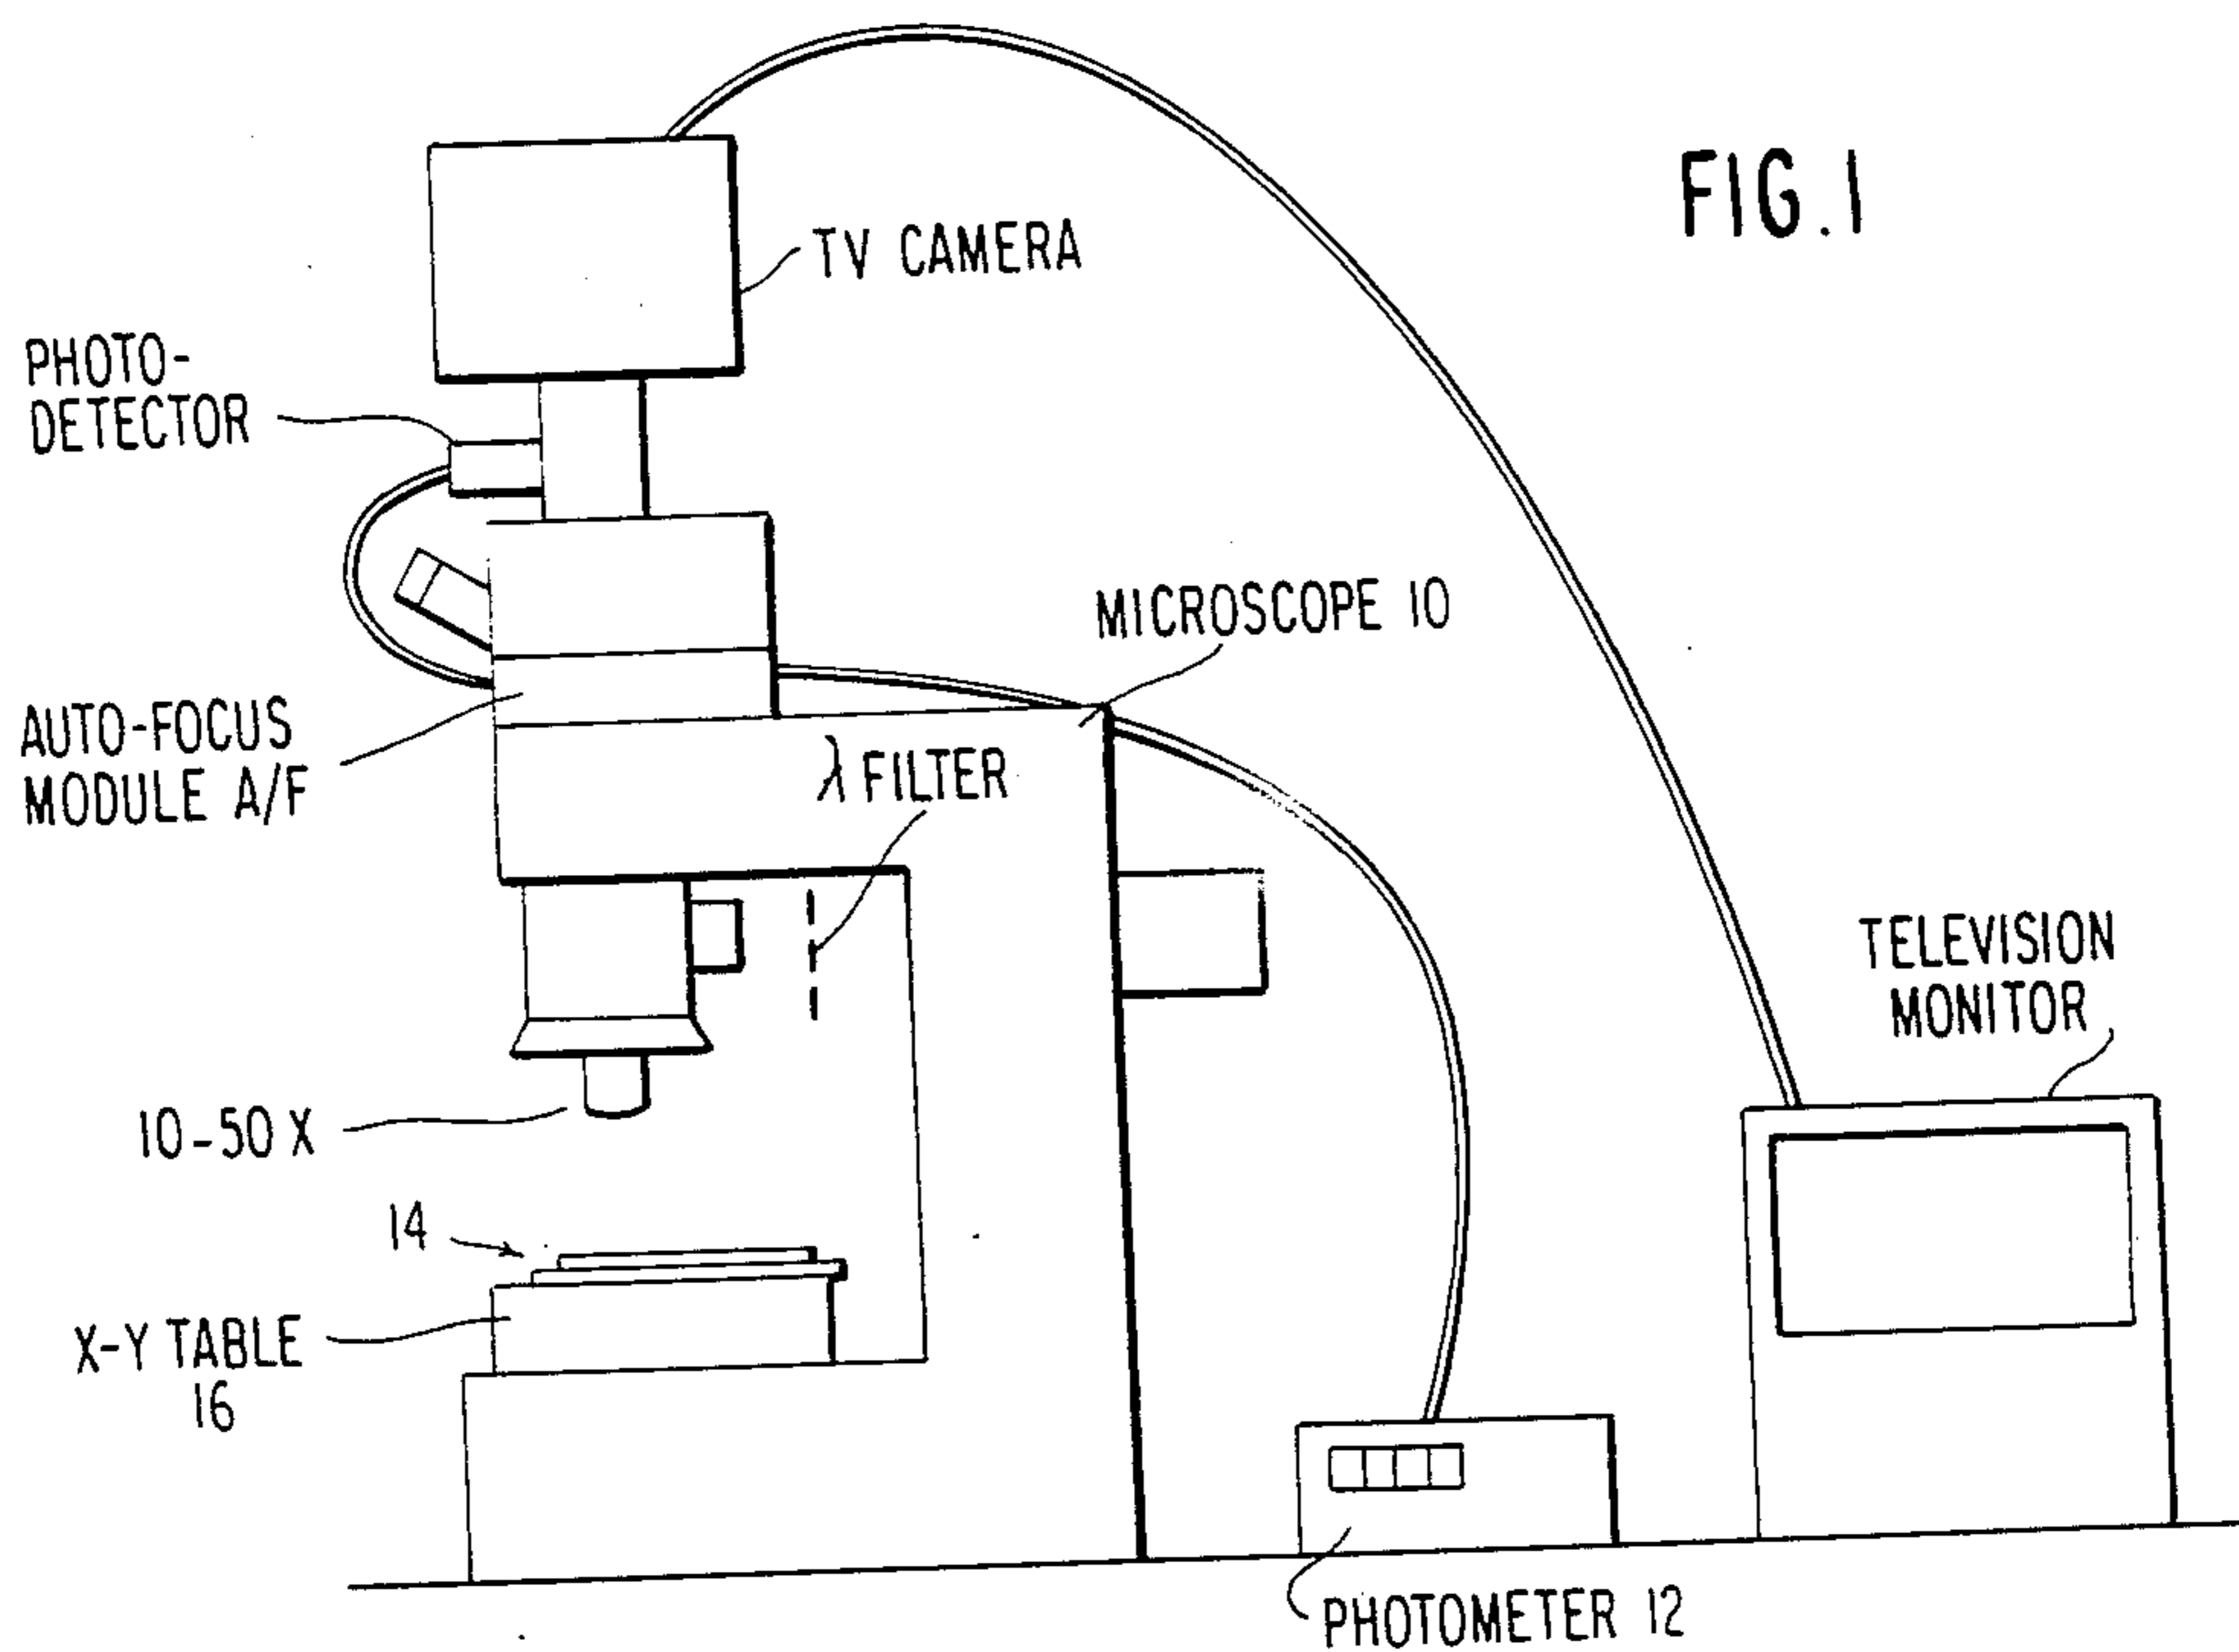 FIG.1
TV CAMERA
PHOTO-
DETECTOR
MICROSCOPE 10
AUTO-FOCUS
MODULE A/F
λ FILTER
TELEVISION
MONITOR
10-50 X
14
X-Y TABLE
16
PHOTOMETER 12